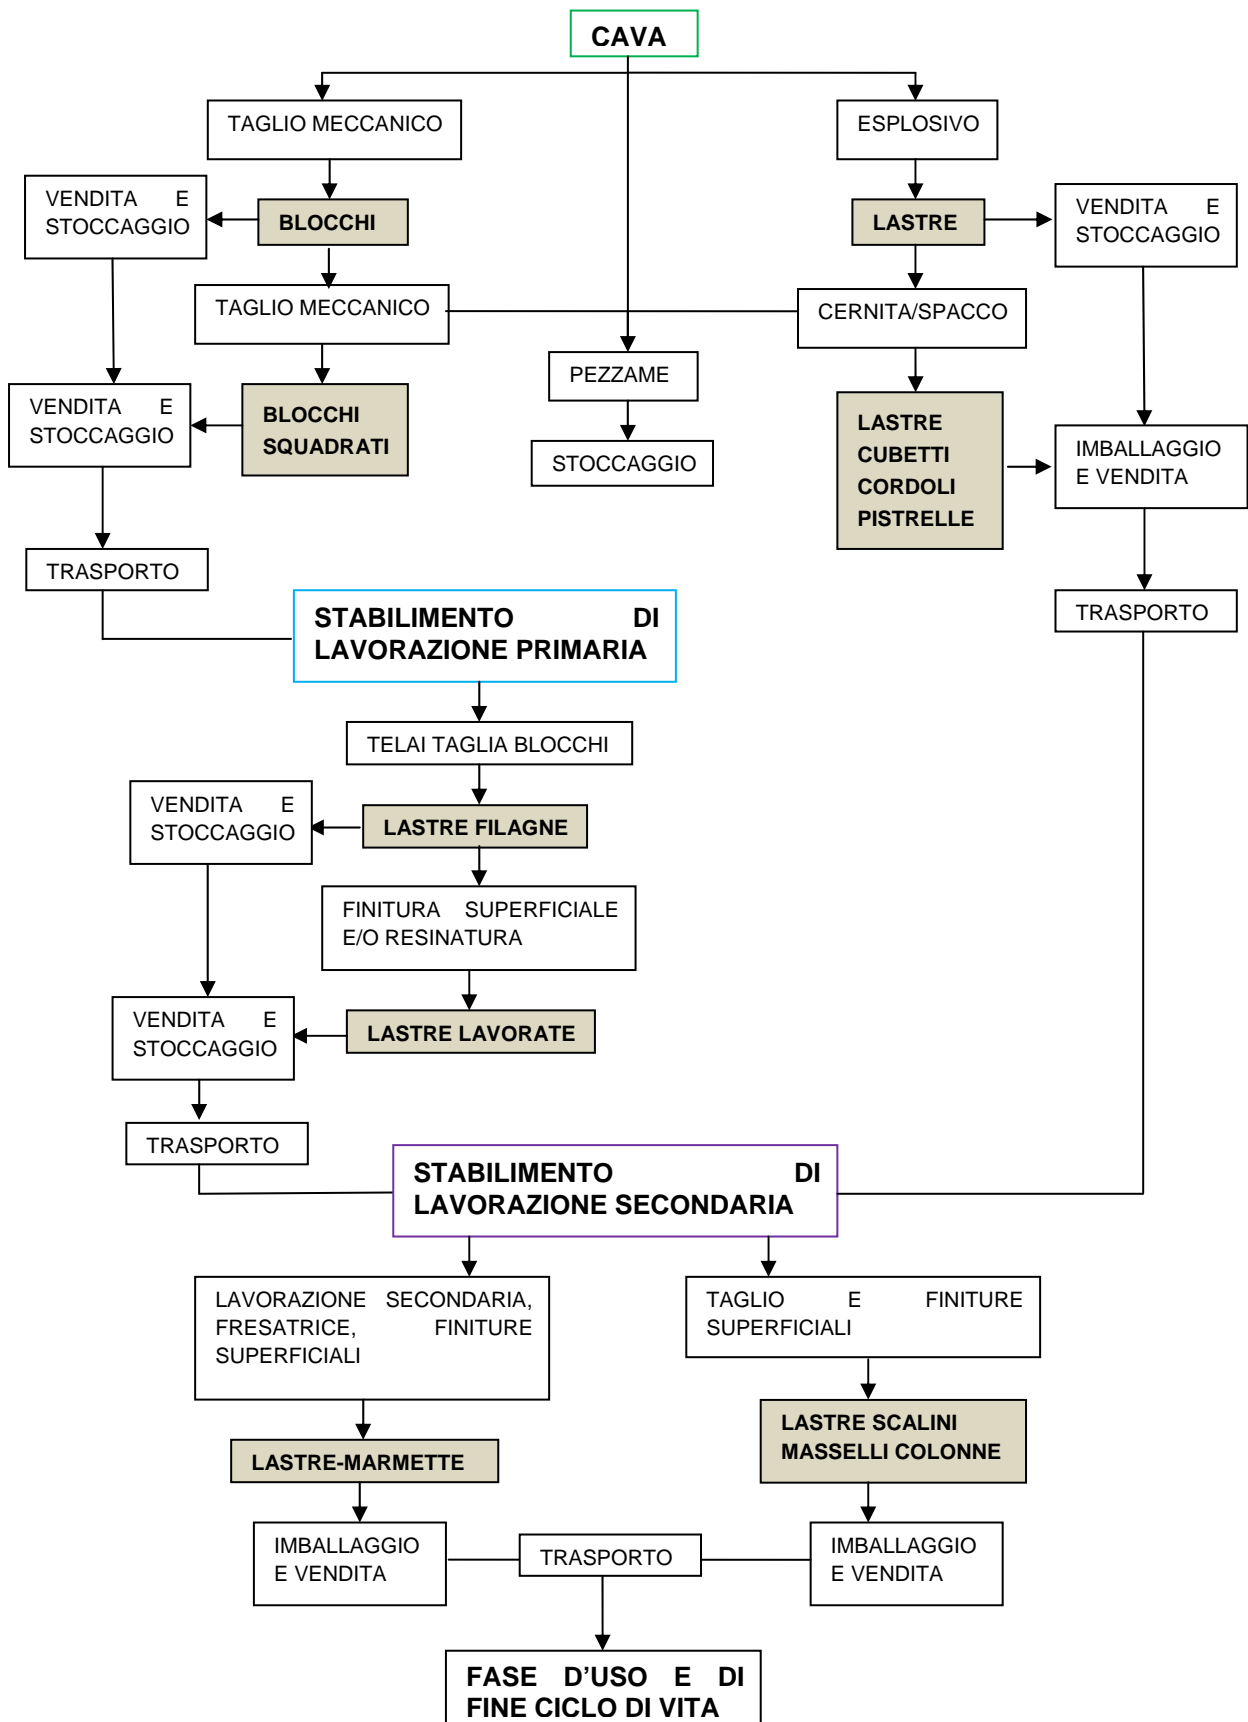 CAVA
TAGLIO MECCANICO
ESPLOSIVO
VENDITA E
STOCCAGGIO
BLOCCHI
LASTRE
VENDITA E
STOCCAGGIO
TAGLIO MECCANICO
CERNITA/SPACCO
PEZZAME
VENDITA E
STOCCAGGIO
BLOCCHI
SQUADRATI
STOCCAGGIO
LASTRE
CUBETTI
CORDOLI
PISTRELLE
IMBALLAGGIO
E VENDITA
TRASPORTO
TRASPORTO
STABILIMENTO DI
LAVORAZIONE PRIMARIA
TELAI TAGLIA BLOCCHI
VENDITA E
STOCCAGGIO
LASTRE FILAGNE
FINITURA SUPERFICIALE
E/O RESINATURA
VENDITA E
STOCCAGGIO
LASTRE LAVORATE
TRASPORTO
STABILIMENTO DI
LAVORAZIONE SECONDARIA
LAVORAZIONE SECONDARIA,
FRESATRICE, FINITURE
SUPERFICIALI
TAGLIO E FINITURE
SUPERFICIALI
LASTRE-MARMETTE
LASTRE SCALINI
MASSELLI COLONNE
IMBALLAGGIO
E VENDITA
TRASPORTO
IMBALLAGGIO
E VENDITA
FASE D'USO E DI
FINE CICLO DI VITA